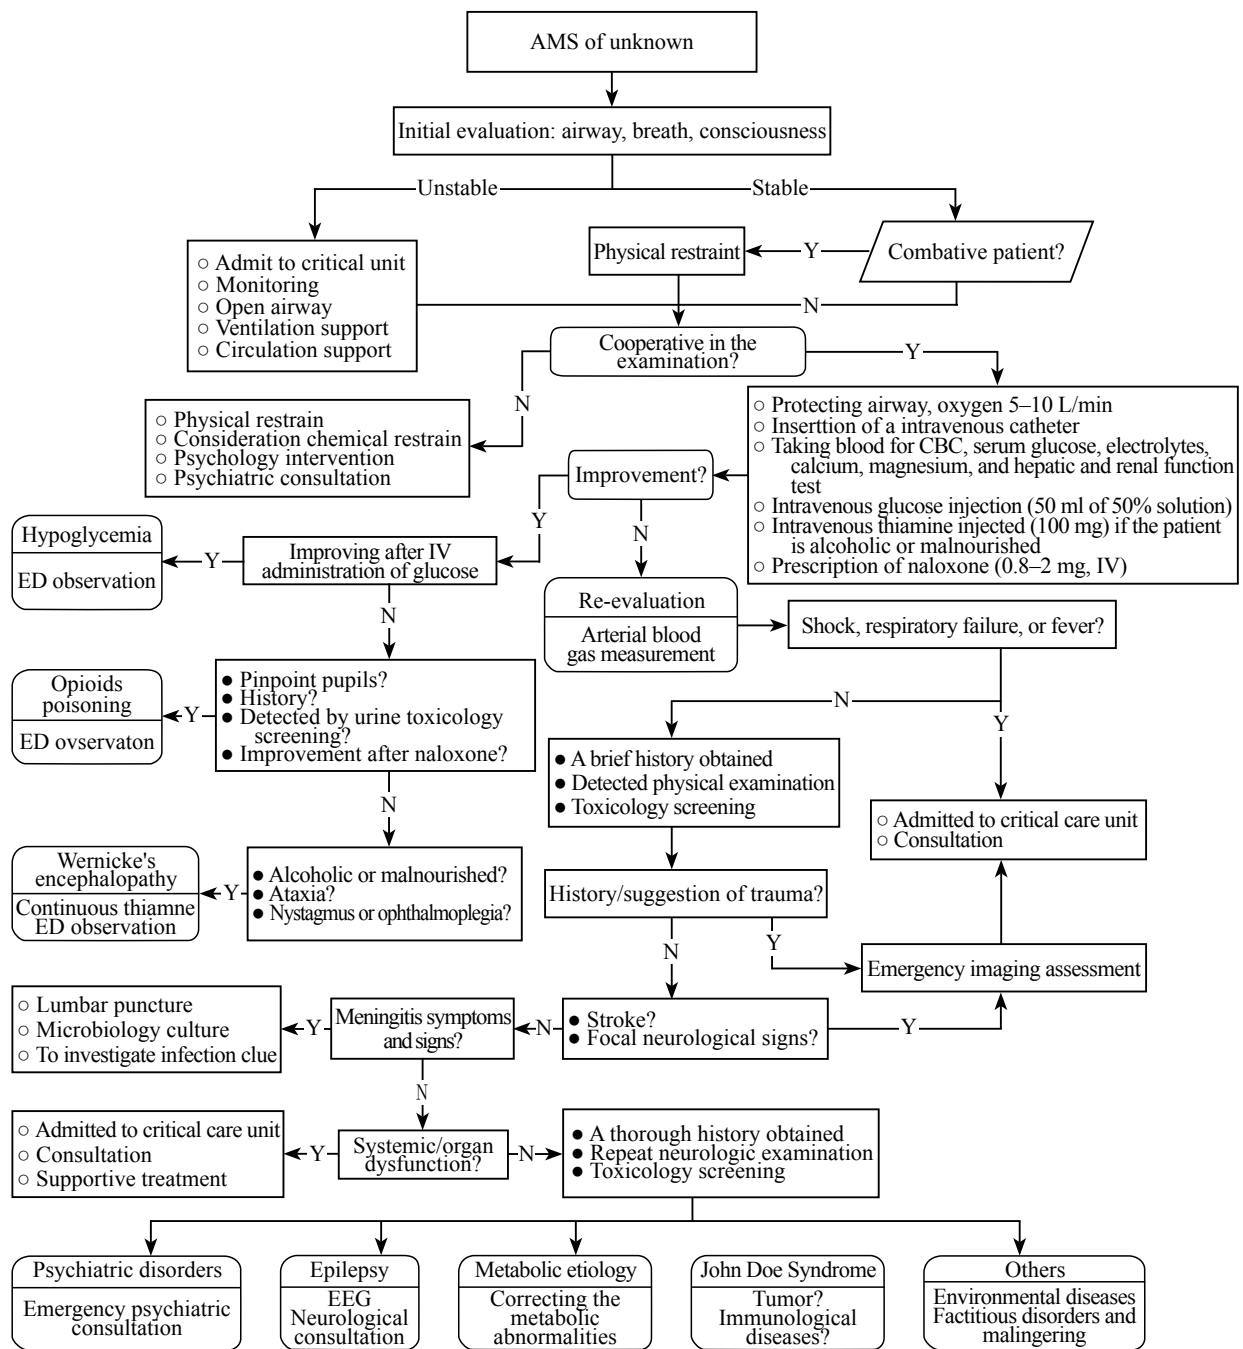 AMS of unknown
Initial evaluation: airway, breath, consciousness
Unstable
Stable
○ Admit to critical unit
○ Monitoring
○ Open airway
○ Ventilation support
○ Circulation support
Physical restraint
Y
Combative patient?
N
Cooperative in the
examination?
Y
N
○ Physical restrain
○ Consideration chemical restrain
○ Psychology intervention
○ Psychiatric consultation
○ Protecting airway, oxygen 5–10 L/min
○ Inserttion of a intravenous catheter
○ Taking blood for CBC, serum glucose, electrolytes,
calcium, magnesium, and hepatic and renal function
test
○ Intravenous glucose injection (50 ml of 50% solution)
○ Intravenous thiamine injected (100 mg) if the patient
is alcoholic or malnourished
○ Prescription of naloxone (0.8–2 mg, IV)
Improvement?
Y
N
Hypoglycemia
ED observation
Y
Improving after IV
administration of glucose
N
Re-evaluation
Arterial blood
gas measurement
Shock, respiratory failure, or fever?
N
Y
Opioids
poisoning
ED ovservaton
Y
● Pinpoint pupils?
● History?
● Detected by urine toxicology
screening?
● Improvement after naloxone?
N
● A brief history obtained
● Detected physical examination
● Toxicology screening
○ Admitted to critical care unit
○ Consultation
Wernicke's
encephalopathy
Continuous thiamne
ED observation
Y
● Alcoholic or malnourished?
● Ataxia?
● Nystagmus or ophthalmoplegia?
History/suggestion of trauma?
N
Y
Emergency imaging assessment
○ Lumbar puncture
○ Microbiology culture
○ To investigate infection clue
Y
Meningitis symptoms
and signs?
N
● Stroke?
● Focal neurological signs?
Y
N
○ Admitted to critical care unit
○ Consultation
○ Supportive treatment
Y
Systemic/organ
dysfunction?
N
● A thorough history obtained
● Repeat neurologic examination
● Toxicology screening
Psychiatric disorders
Emergency psychiatric
consultation
Epilepsy
EEG
Neurological
consultation
Metabolic etiology
Correcting the
metabolic
abnormalities
John Doe Syndrome
Tumor?
Immunological
diseases?
Others
Environmental diseases
Factitious disorders and
malingering